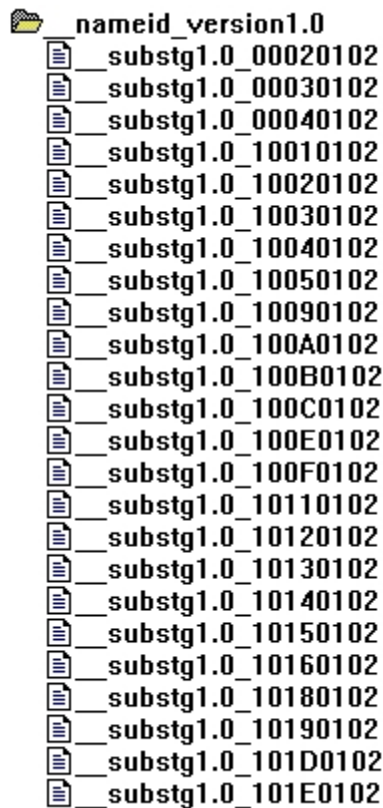 __nameid_version1.0
__substg1.0_00020102
__substg1.0_00030102
__substg1.0_00040102
__substg1.0_10010102
__substg1.0_10020102
__substg1.0_10030102
__substg1.0_10040102
__substg1.0_10050102
__substg1.0_10090102
__substg1.0_100A0102
__substg1.0_100B0102
__substg1.0_100C0102
__substg1.0_100E0102
__substg1.0_100F0102
__substg1.0_10110102
__substg1.0_10120102
__substg1.0_10130102
__substg1.0_10140102
__substg1.0_10150102
__substg1.0_10160102
__substg1.0_10180102
__substg1.0_10190102
__substg1.0_101D0102
__substg1.0_101E0102